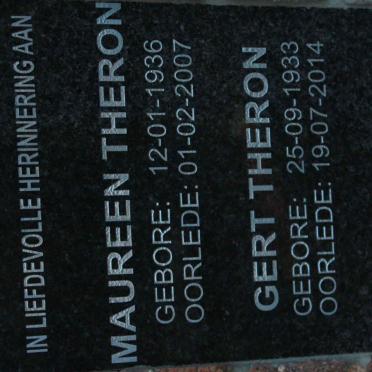 IN LIEFDEVOLLE HERINNERING AAN
MAUREEN THERON
GEBORE: 12-01-1936
OORLEDE: 01-02-2007
GERT THERON
GEBORE: 25-09-1933
OORLEDE: 19-07-2014